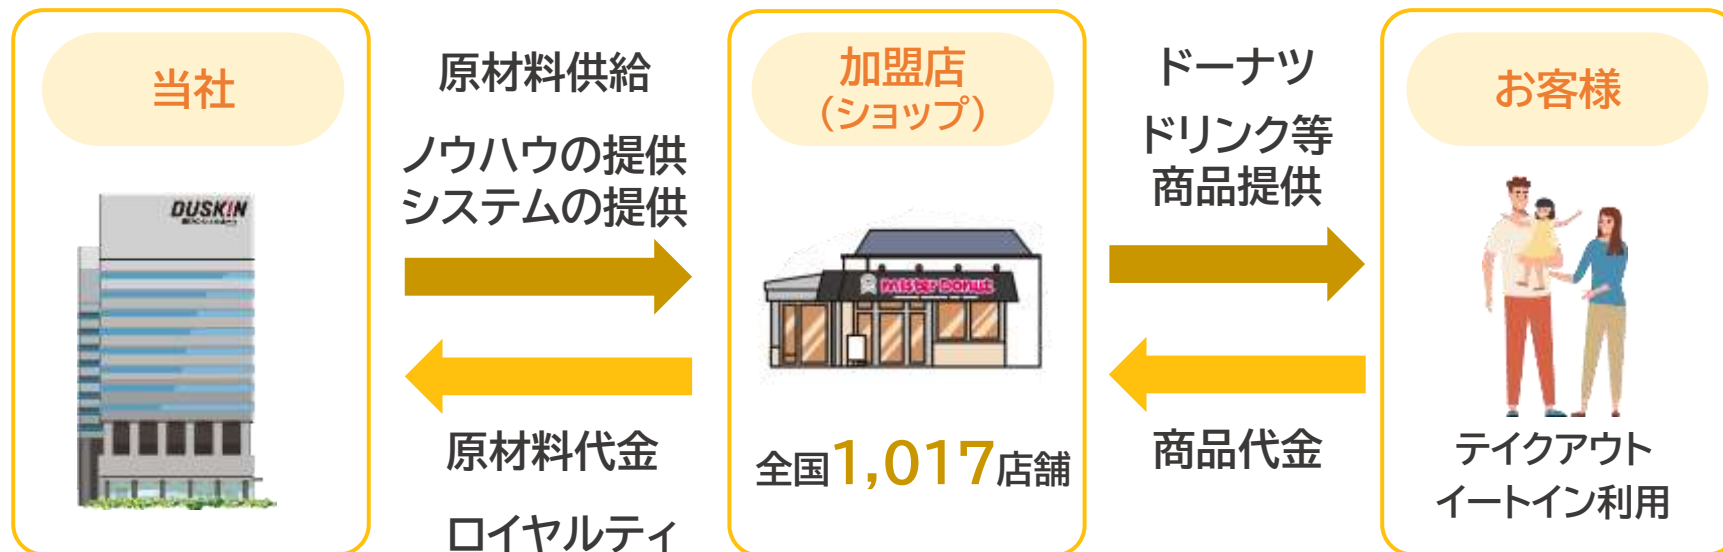 当社
DUSKIN
原材料供給
ノウハウの提供
システムの提供
原材料代金
ロイヤルティ
加盟店
（ショップ）
mister Donut
全国1,017店舗
ドーナツ
ドリンク等
商品提供
商品代金
お客様
テイクアウト
イートイン利用